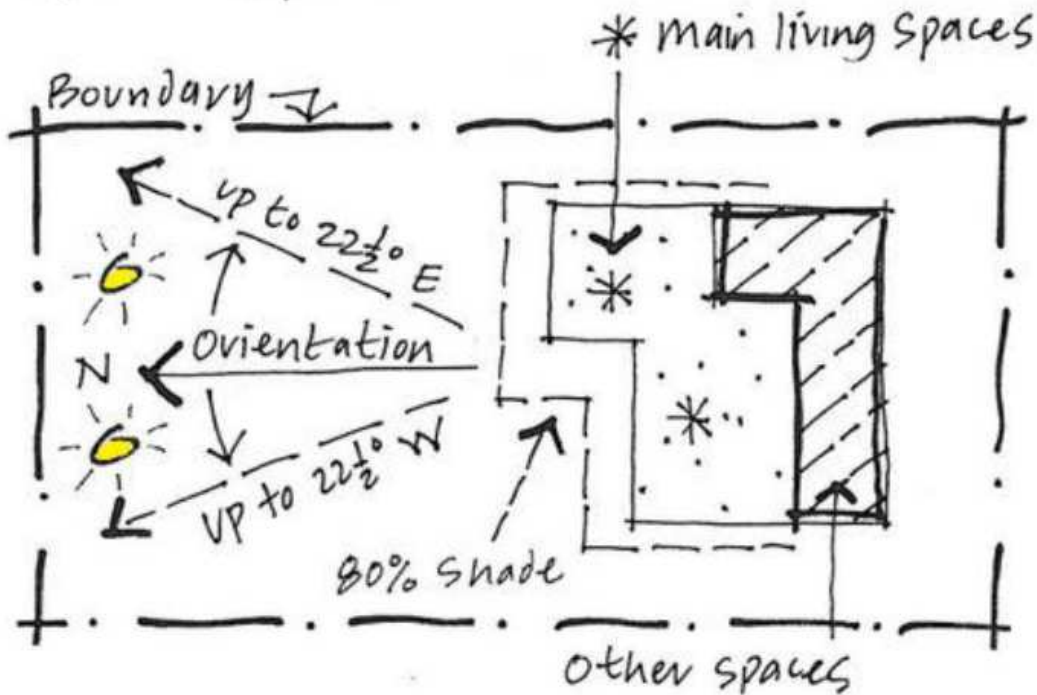 * main living spaces
Boundary
up to 22½° E
Orientation
N
up to 22½° W
80% shade
other spaces